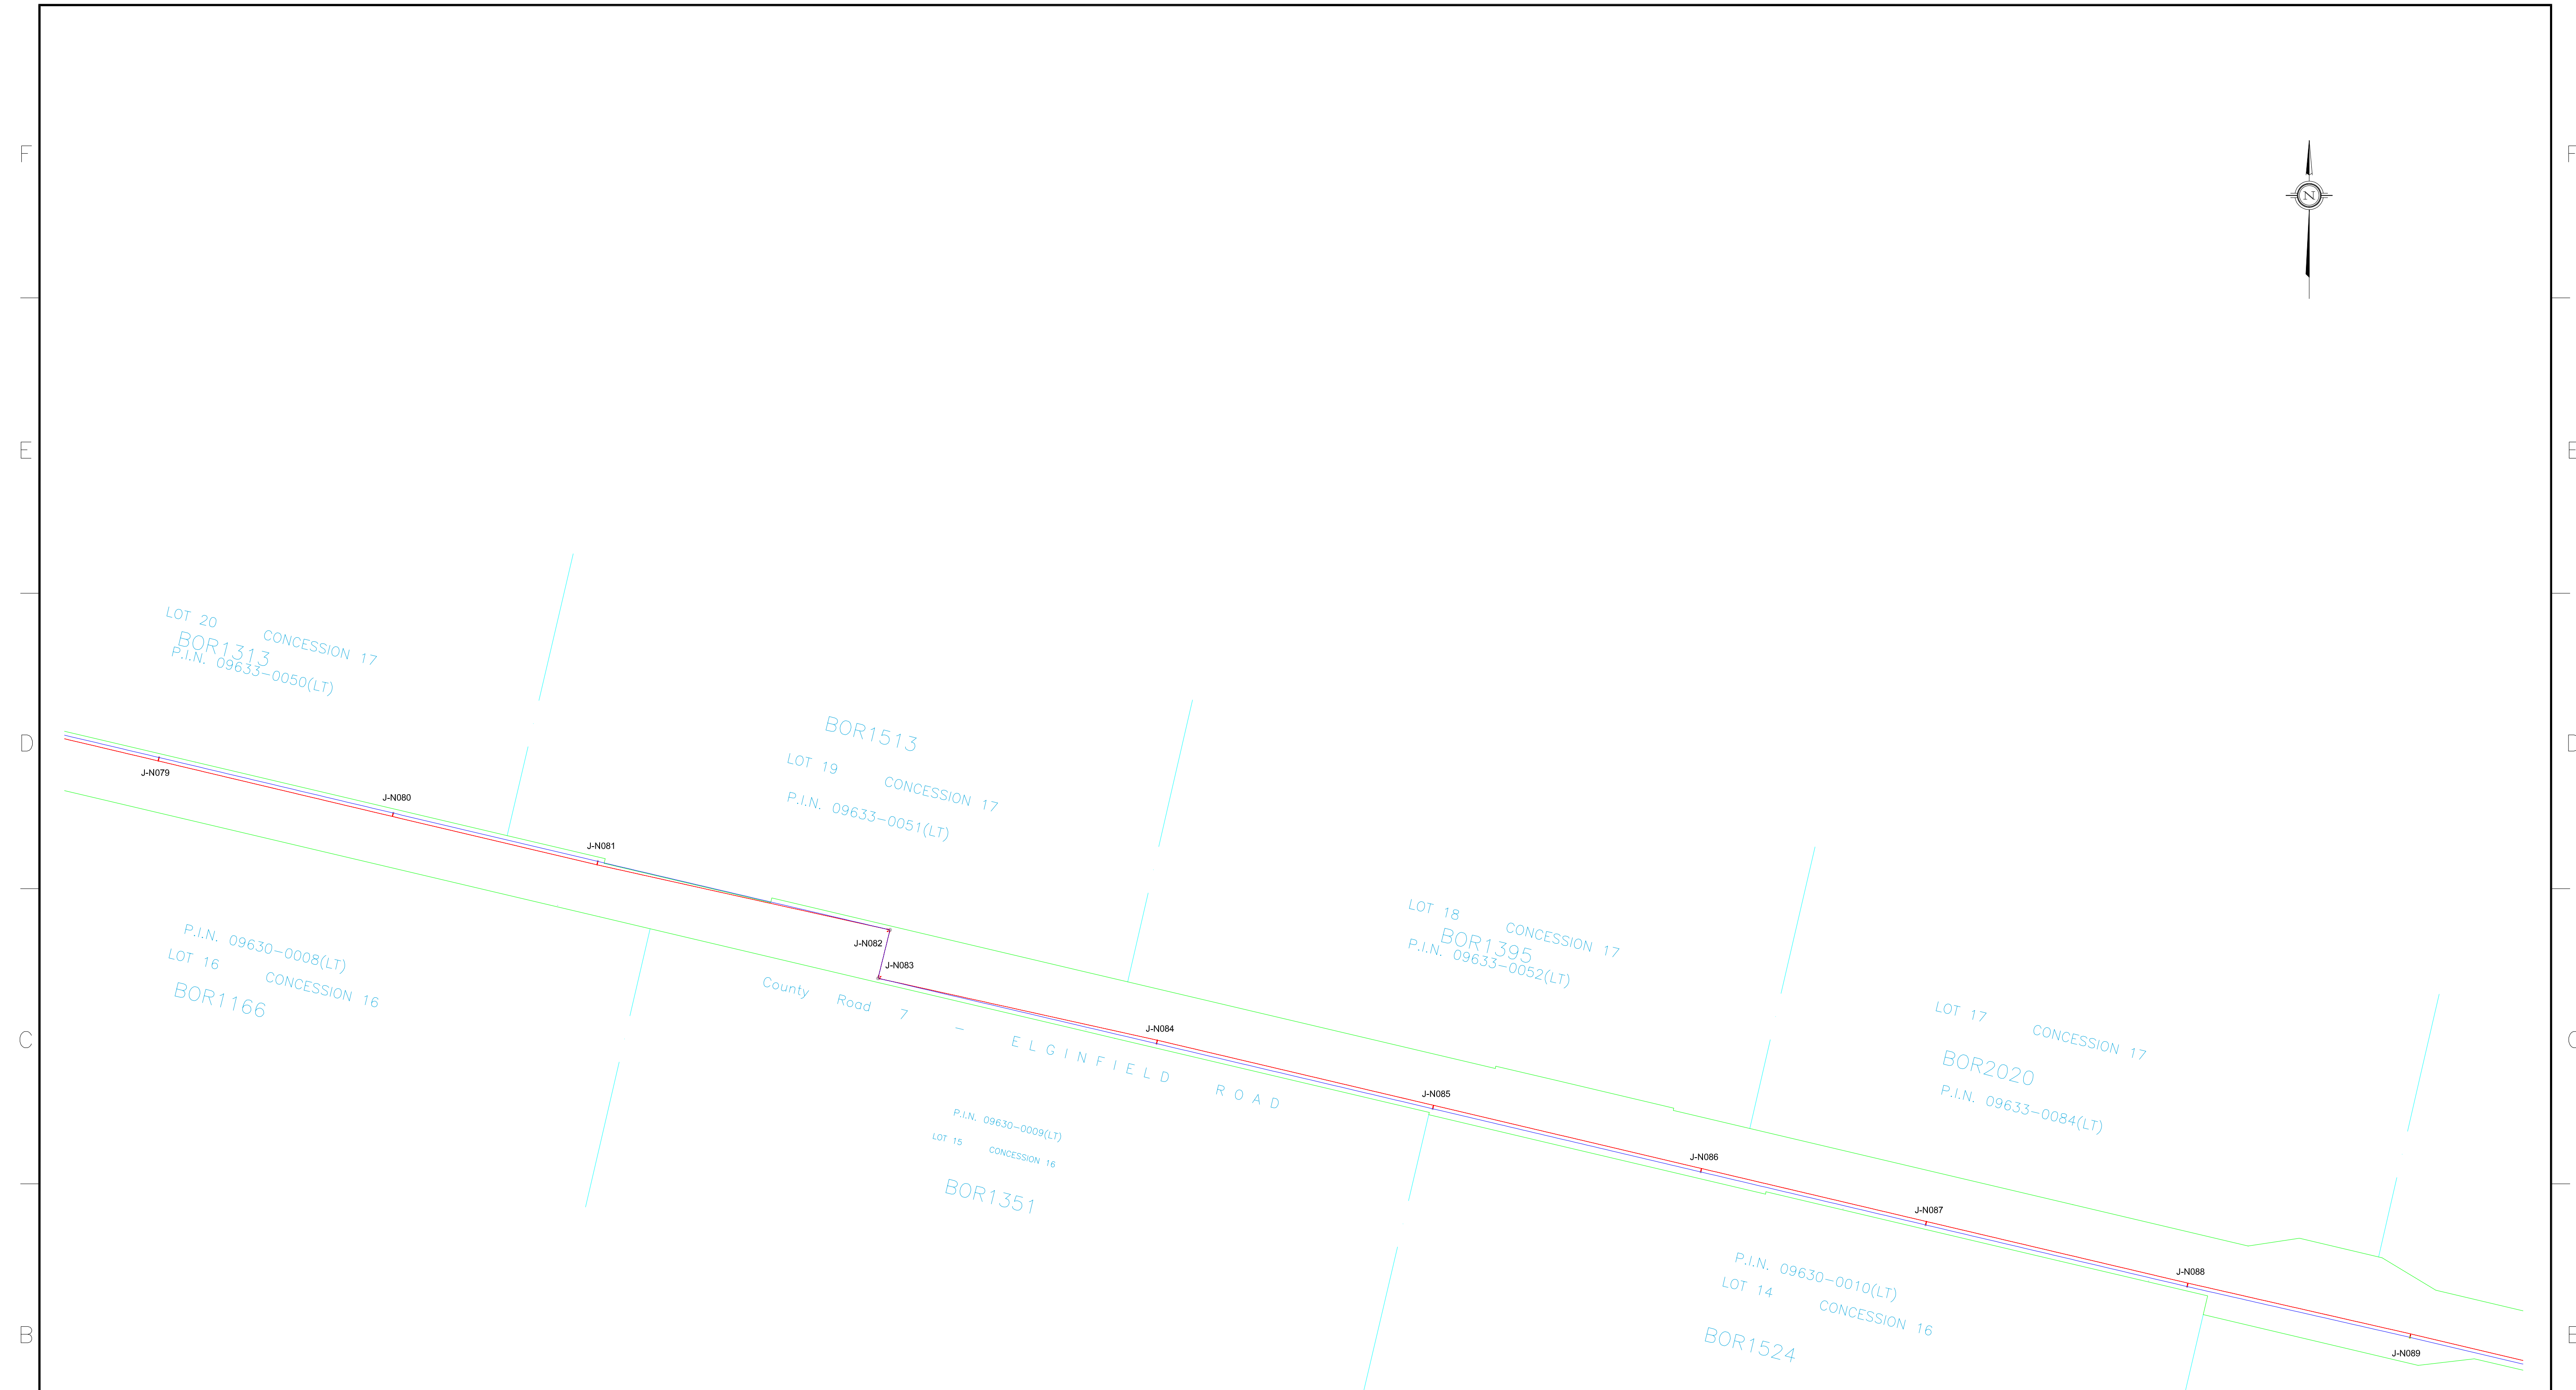 F
F
N
E
E
LOT 20 CONCESSION 17
BOR1313
P.I.N. 09633-0050(LT)
BOR1513
LOT 19 CONCESSION 17
P.I.N. 09633-0051(LT)
D
D
J-N079
J-N080
J-N081
J-N082
J-N083
LOT 18 CONCESSION 17
BOR1395
P.I.N. 09633-0052(LT)
P.I.N. 09630-0008(LT)
LOT 16 CONCESSION 16
BOR1166
County Road 7 - ELGINFIELD ROAD
LOT 17 CONCESSION 17
BOR2020
P.I.N. 09633-0084(LT)
C
C
J-N084
J-N085
J-N086
J-N087
J-N088
J-N089
P.I.N. 09630-0009(LT)
LOT 15 CONCESSION 16
BOR1351
P.I.N. 09630-0010(LT)
LOT 14 CONCESSION 16
BOR1524
B
B